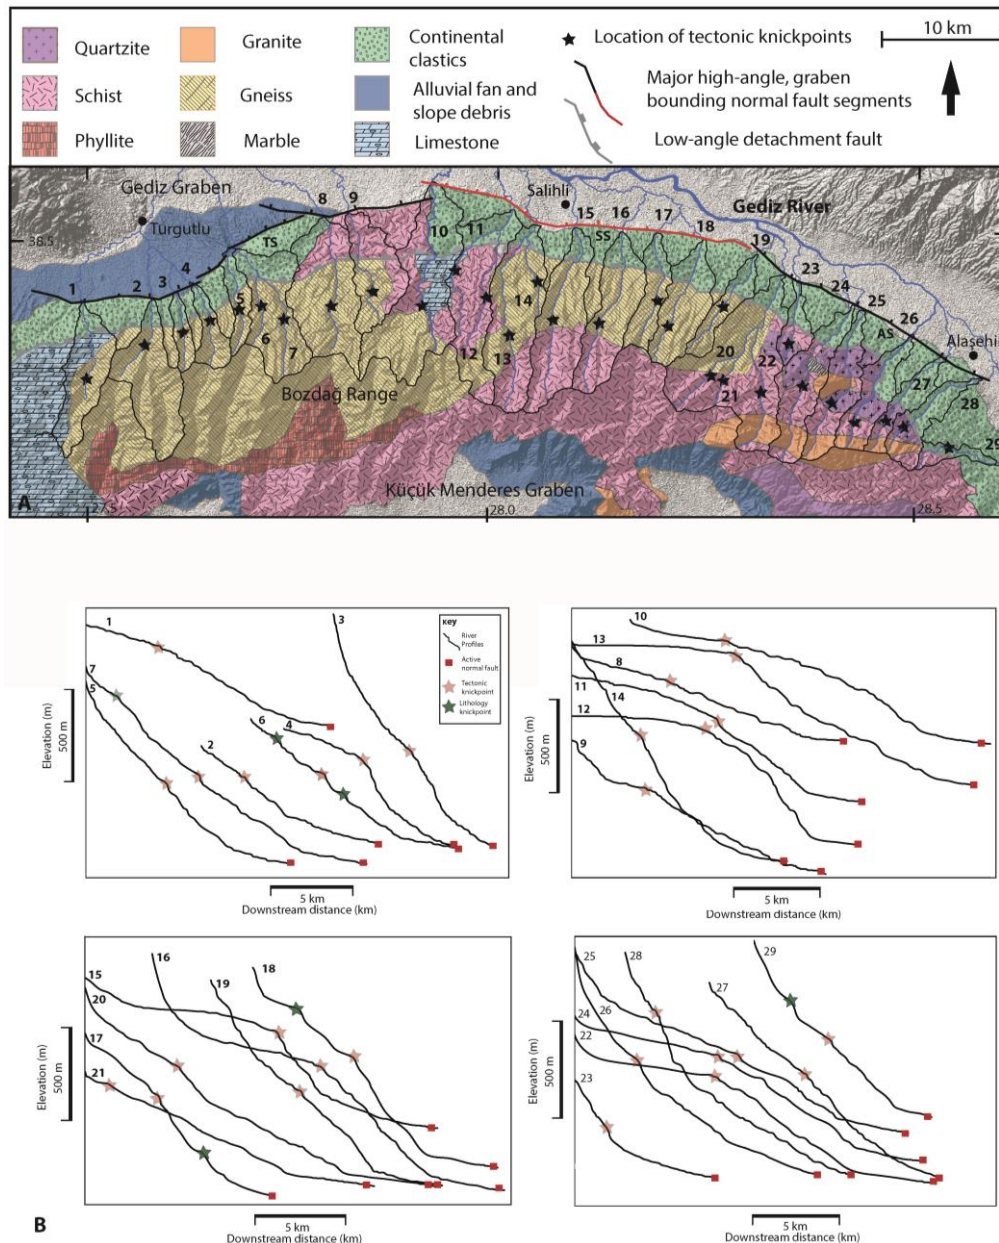 Quartzite
Granite
Continental
clastics
Location of tectonic knickpoints
10 km
Schist
Gneiss
Alluvial fan and
slope debris
Major high-angle, graben
bounding normal fault segments
Phyllite
Marble
Limestone
Low-angle detachment fault
Gediz Graben
8
9
Salihli
15
16
17
18
Gediz River
Turgutlu
38.5
TS
10
11
SS
19
1
2
3
4
5
6
7
12
13
14
20
21
22
23
24
25
26
AS
Alaşehir
27
28
29
Bozdağ Range
Küçük Menderes Graben
A
27.5
28.0
28.5
1
3
key
River
Profiles
Active
normal fault
Tectonic
knickpoint
Lithology
knickpoint
7
5
2
6
4
Elevation (m)
500 m
5 km
Downstream distance (km)
10
13
8
11
14
12
9
Elevation (m)
500 m
5 km
Downstream distance (km)
16
18
15
19
20
17
21
Elevation (m)
500 m
5 km
Downstream distance (km)
29
25
28
27
26
24
22
23
Elevation (m)
500 m
5 km
Downstream distance (km)
B